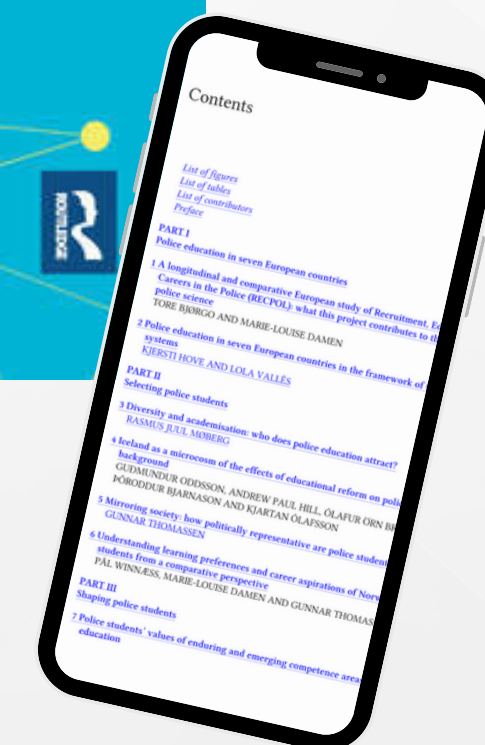 ROUTLEDGE
Contents
List of figures
List of tables
List of contributors
Preface
PART I
Police education in seven European countries
1 A longitudinal and comparative European study of Recruitment, Ed
Careers in the Police (RECPOL): what this project contributes to th
police science
TORE BJØRGO AND MARIE-LOUISE DAMEN
2 Police education in seven European countries in the framework of
systems
KJERSTI HOVE AND LOLA VALLÈS
PART II
Selecting police students
3 Diversity and academisation: who does police education attract?
RASMUS JUUL MØBERG
4 Iceland as a microcosm of the effects of educational reform on poli
background
GUDMUNDUR ODDSSON, ANDREW PAUL HILL, ÓLAFUR ÖRN BR
ÞÓRODDUR BJARNASON AND KJARTAN ÓLAFSSON
5 Mirroring society: how politically representative are police student
GUNNAR THOMASSEN
6 Understanding learning preferences and career aspirations of Norw
students from a comparative perspective
PÅL WINNÆSS, MARIE-LOUISE DAMEN AND GUNNAR THOMAS
PART III
Shaping police students
7 Police students' values of enduring and emerging competence area
education